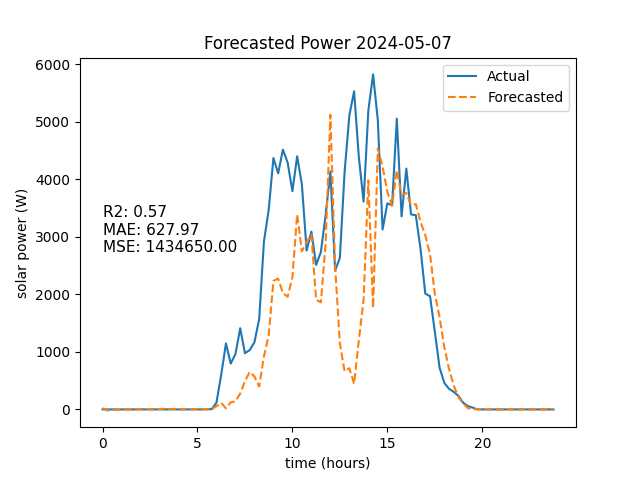 Forecasted Power 2024-05-07
6000
5000
4000
3000
2000
1000
0
solar power (W)
Actual
Forecasted
R2: 0.57
MAE: 627.97
MSE: 1434650.00
0
5
10
15
20
time (hours)